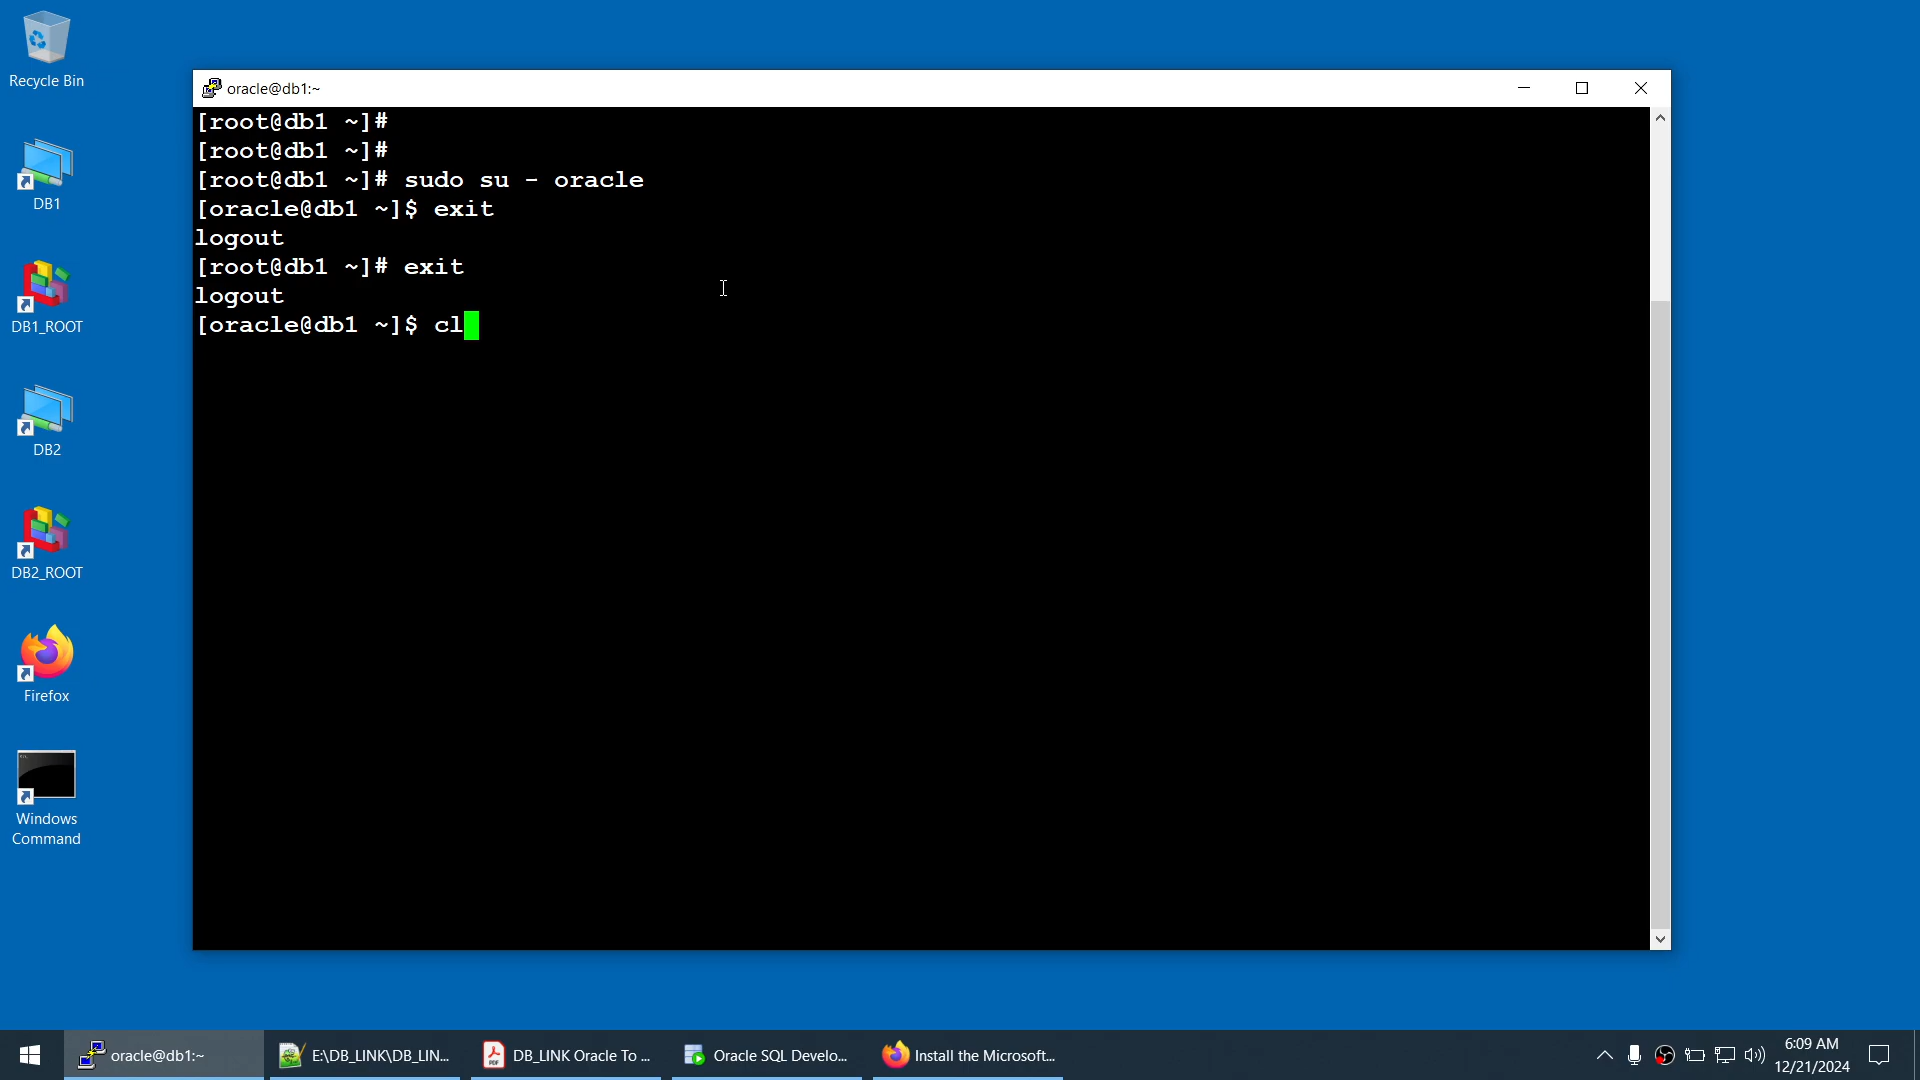 Recycle Bin
DB1
DB1_ROOT
DB2
DB2_ROOT
Firefox
Windows
Command
oracle@db1:~
[root@db1 ~]#
[root@db1 ~]#
[root@db1 ~]# sudo su - oracle
[oracle@db1 ~]$ exit
logout
[root@db1 ~]# exit
logout
[oracle@db1 ~]$ cl
oracle@db1:~
E:\DB_LINK\DB_LIN...
DB_LINK Oracle To ...
Oracle SQL Develo...
Install the Microsoft...
6:09 AM
12/21/2024